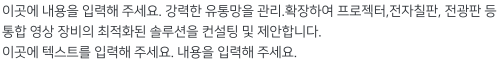 이곳에 내용을 입력해 주세요. 강력한 유통망을 관리.확장하여 프로젝터,전자칠판, 전광판 등
통합 영상 장비의 최적화된 솔루션을 컨설팅 및 제안합니다.
이곳에 텍스트를 입력해 주세요. 내용을 입력해 주세요.